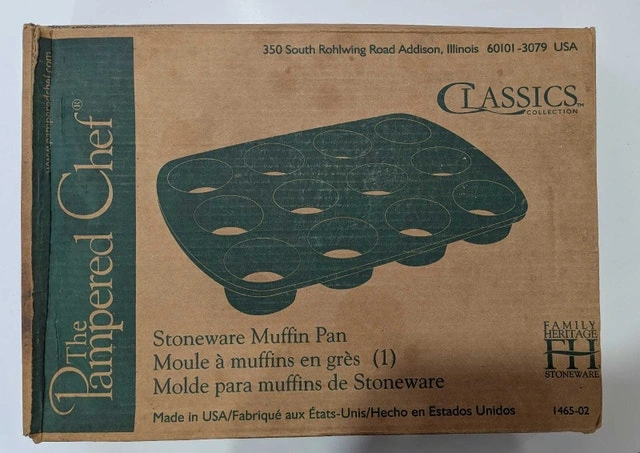 350 South Rohlwing Road Addison, Illinois 60101-3079 USA
CLASSICS™
COLLECTION
www.pamperedchef.com
The
Pampered Chef®
Stoneware Muffin Pan
Moule à muffins en grès (1)
Molde para muffins de Stoneware
FAMILY
HERITAGE
FH
STONEWARE
Made in USA/Fabriqué aux États-Unis/Hecho en Estados Unidos
1465-02